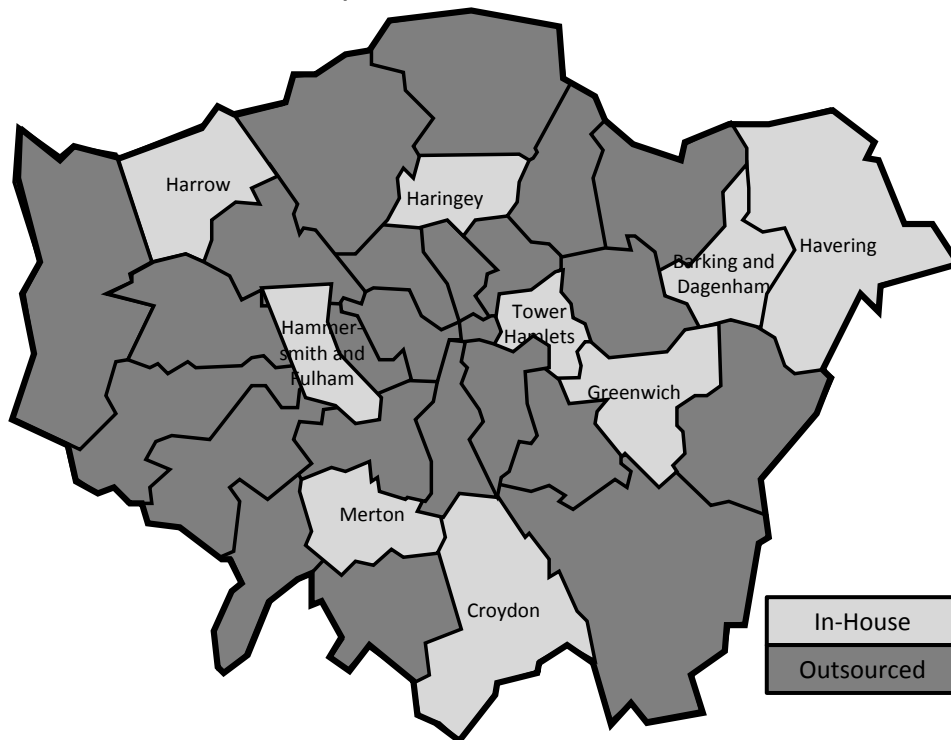 Harrow
Haringey
Havering
Barking and
Dagenham
Tower
Hamlets
Hammer-
smith and
Fulham
Greenwich
Merton
Croydon
In-House
Outsourced